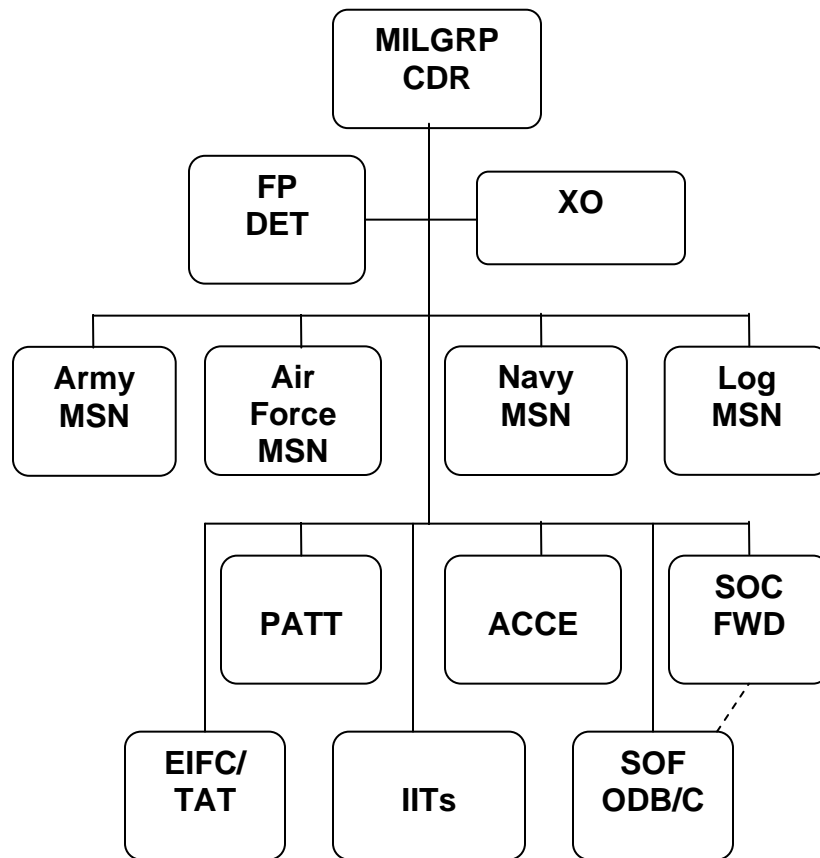 MILGRP
CDR
FP
DET
XO
Army
MSN
Air
Force
MSN
Navy
MSN
Log
MSN
PATT
ACCE
SOC
FWD
EIFC/
TAT
IITs
SOF
ODB/C